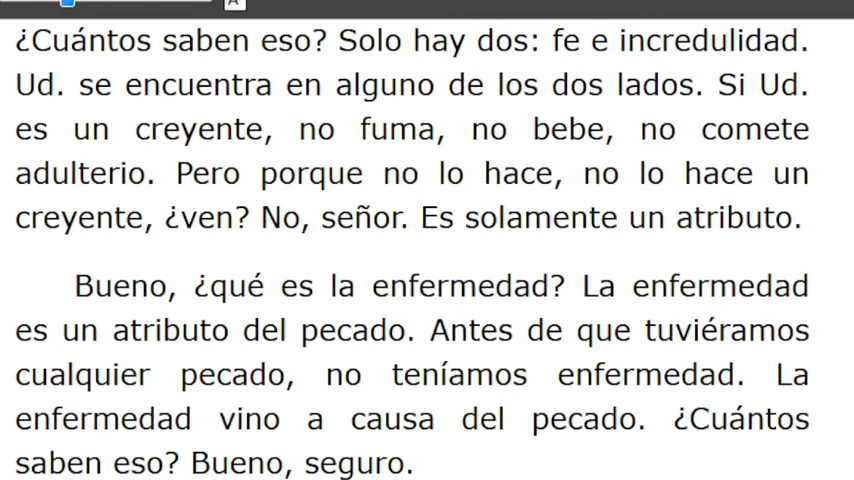 A
¿Cuántos saben eso? Solo hay dos: fe e incredulidad.
Ud. se encuentra en alguno de los dos lados. Si Ud.
es un creyente, no fuma, no bebe, no comete
adulterio. Pero porque no lo hace, no lo hace un
creyente, ¿ven? No, señor. Es solamente un atributo.
Bueno, ¿qué es la enfermedad? La enfermedad
es un atributo del pecado. Antes de que tuviéramos
cualquier pecado, no teníamos enfermedad. La
enfermedad vino a causa del pecado. ¿Cuántos
saben eso? Bueno, seguro.